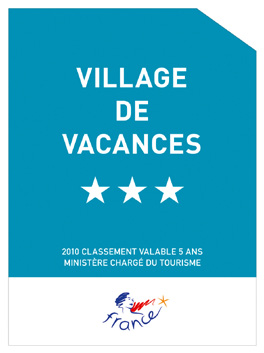 VILLAGE
DE
VACANCES
2010 CLASSEMENT VALABLE 5 ANS
MINISTÈRE CHARGÉ DU TOURISME
france